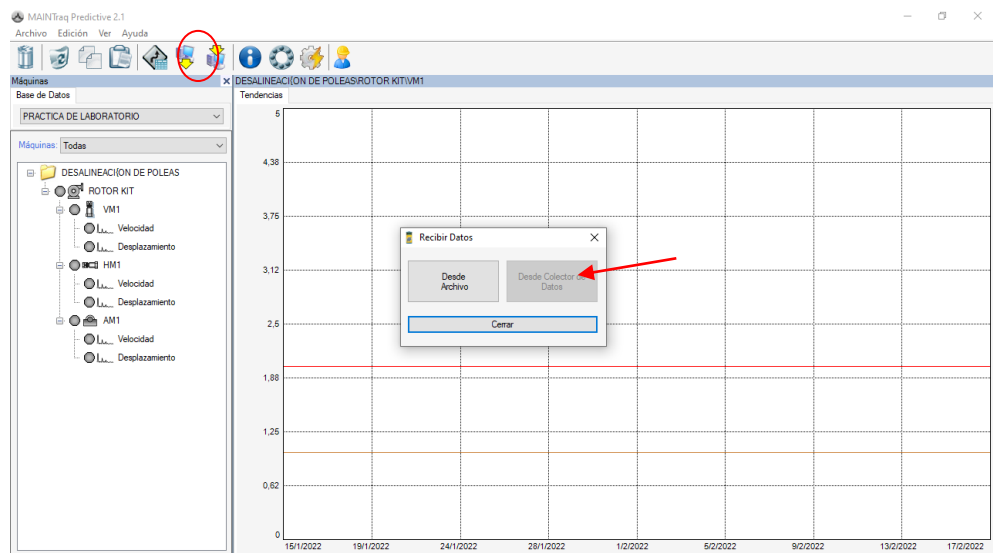 MAINTraq Predictive 2.1
Archivo Edición Ver Ayuda
Máquinas
Base de Datos
PRACTICA DE LABORATORIO
Máquinas: Todas
DESALINEACI{ON DE POLEAS
ROTOR KIT
VM1
Velocidad
Desplazamiento
HM1
Velocidad
Desplazamiento
AM1
Velocidad
Desplazamiento
DESALINEACI{ON DE POLEAS\ROTOR KIT\VM1
Tendencias
5
4,38
3,75
3,12
2,5
1,88
1,25
0,62
0
15/1/2022 19/1/2022 24/1/2022 28/1/2022 1/2/2022 5/2/2022 9/2/2022 13/2/2022 17/2/2022
Recibir Datos
Desde
Archivo
Desde Colector de
Datos
Cerrar